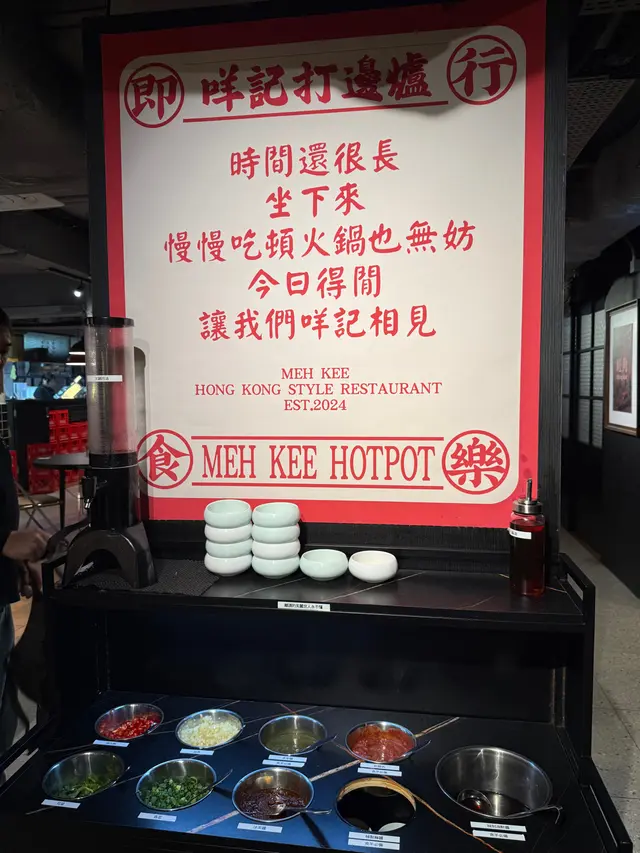 即 咩記打邊爐 行
時間還很長
坐下來
慢慢吃頓火鍋也無妨
今日得閒
讓我們咩記相見
MEH KEE
HONG KONG STYLE RESTAURANT
EST.2024
食 MEH KEE HOTPOT 樂